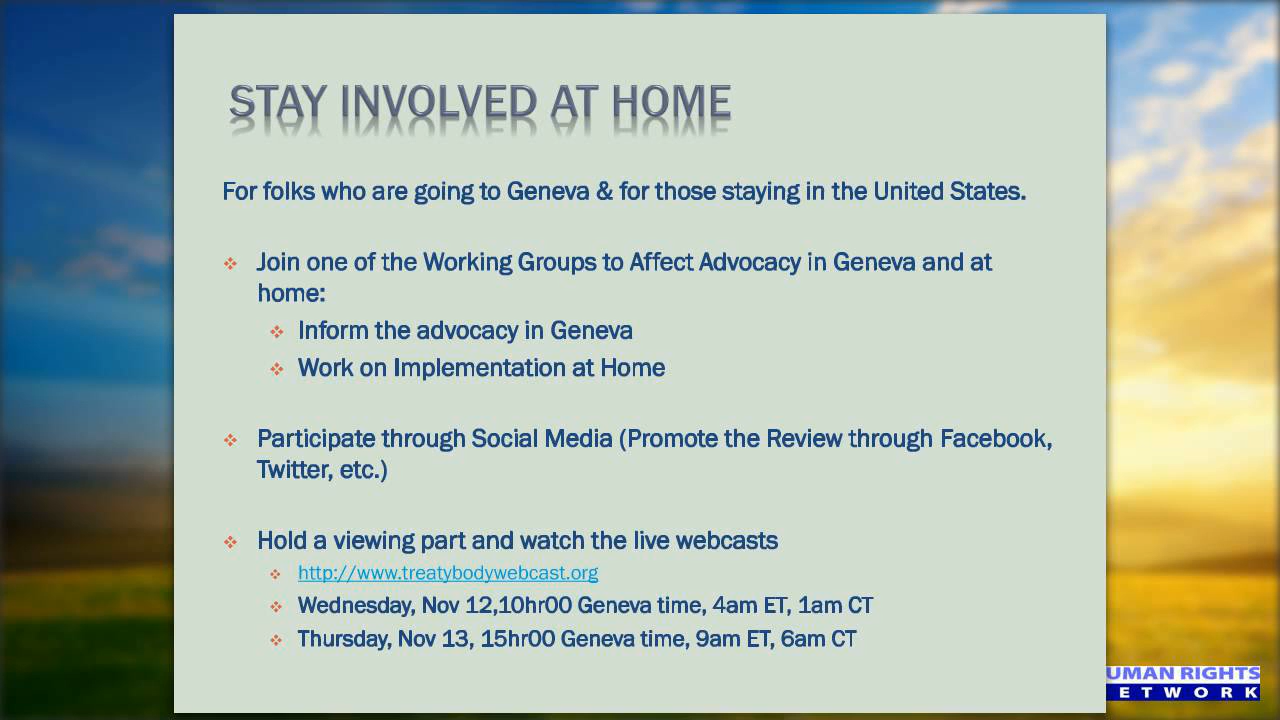 STAY INVOLVED AT HOME
For folks who are going to Geneva & for those staying in the United States.
Join one of the Working Groups to Affect Advocacy in Geneva and at
home:
Inform the advocacy in Geneva
Work on Implementation at Home
Participate through Social Media (Promote the Review through Facebook,
Twitter, etc.)
Hold a viewing part and watch the live webcasts
http://www.treatybodywebcast.org
Wednesday, Nov 12,10hr00 Geneva time, 4am ET, 1am CT
Thursday, Nov 13, 15hr00 Geneva time, 9am ET, 6am CT
UMAN RIGHTS
ETWORK